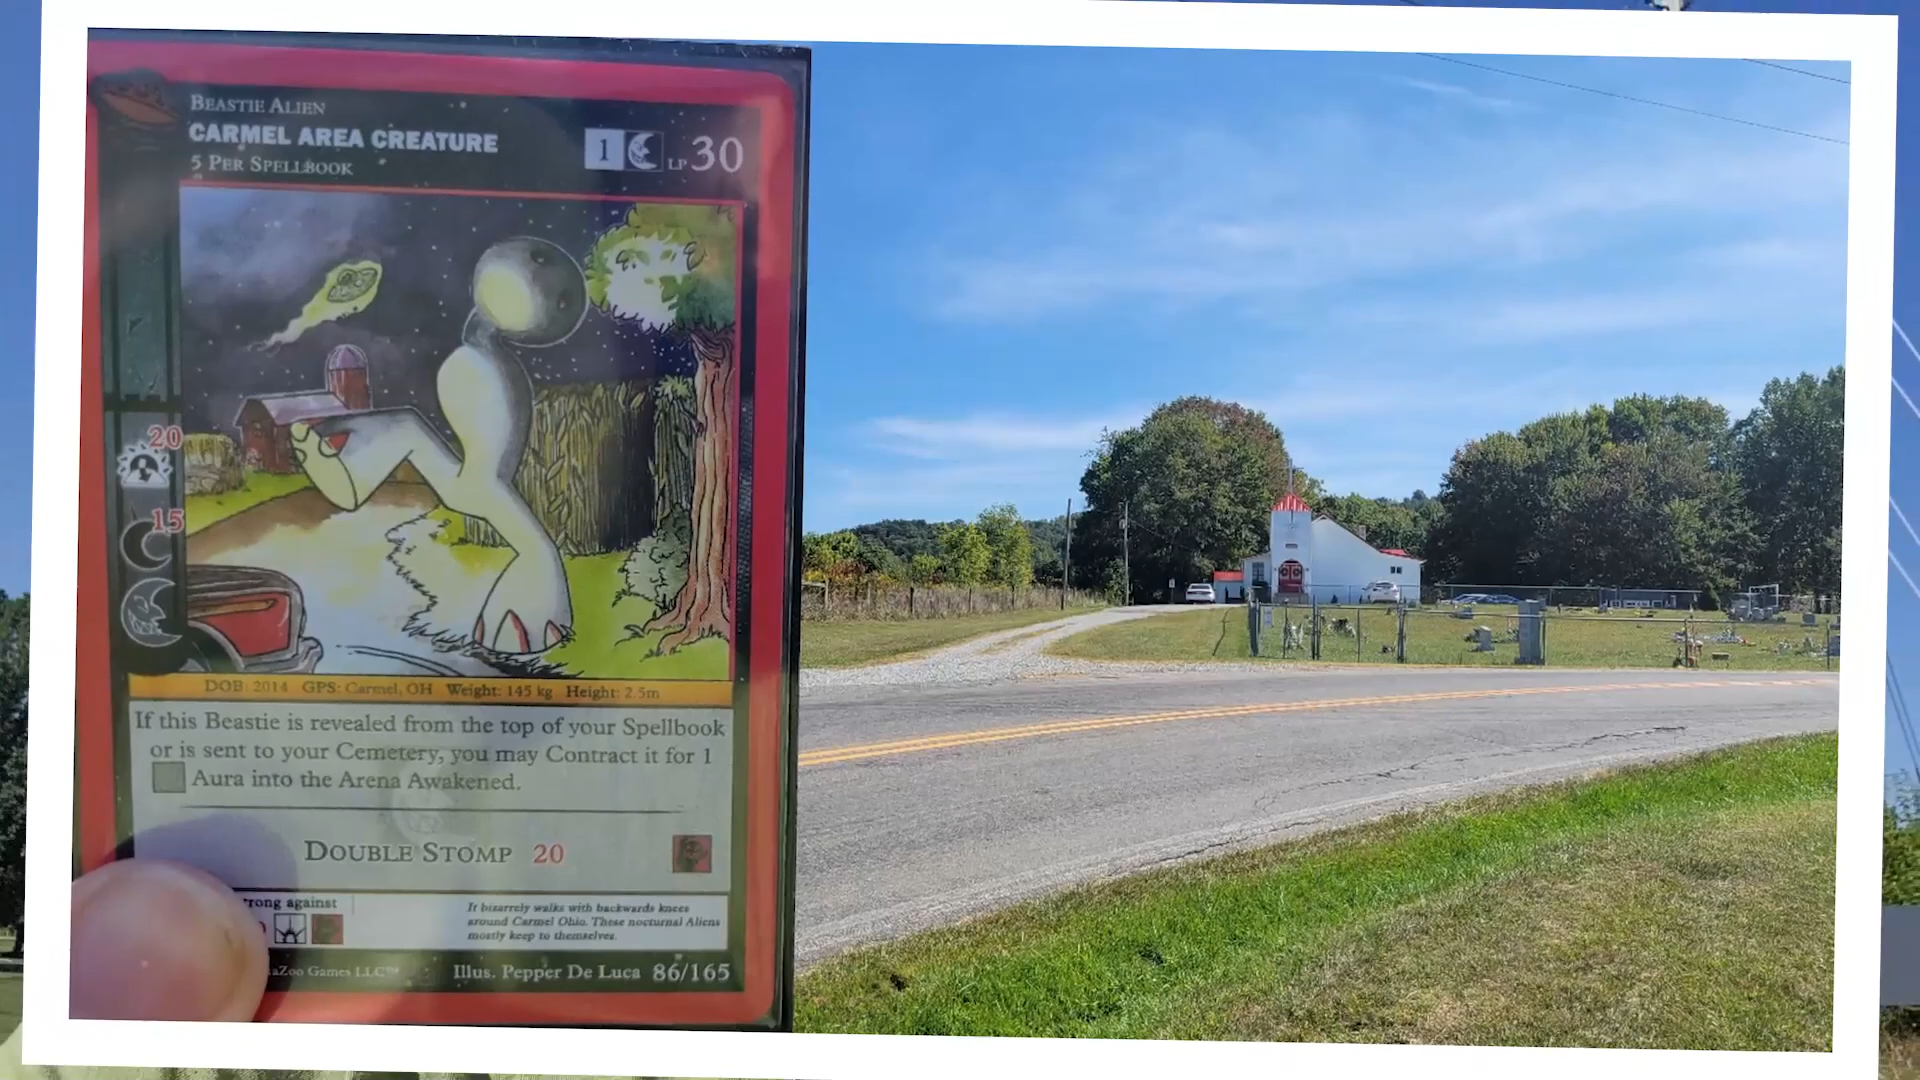 BEASTIE ALIEN
CARMEL AREA CREATURE
5 PER SPELLBOOK
1 LP 30
20
15
DOB: 2014 GPS: Carmel, OH Weight: 145 kg Height: 2.5m
If this Beastie is revealed from the top of your Spellbook
or is sent to your Cemetery, you may Contract it for 1
Aura into the Arena Awakened.
DOUBLE STOMP 20
against
It bizarrely walks with backwards knees
around Carmel Ohio. These nocturnal Aliens
mostly keep to themselves.
Games LLC
Illus. Pepper De Luca 86/165